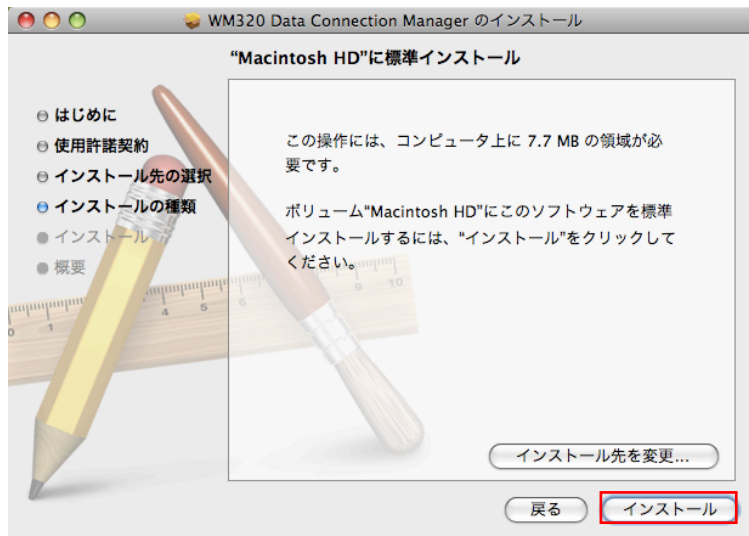 WM320 Data Connection Manager のインストール
“Macintosh HD”に標準インストール
はじめに
使用許諾契約
インストール先の選択
インストールの種類
インストール
概要
この操作には、コンピュータ上に 7.7 MB の領域が必
要です。
ボリューム“Macintosh HD”にこのソフトウェアを標準
インストールするには、“インストール”をクリックして
ください。
0 1 4 5 6 9 10
インストール先を変更...
戻る
インストール